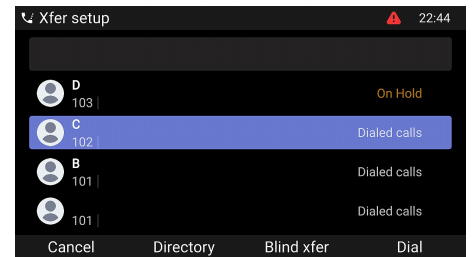 Xfer setup 22:44
D
103 On Hold
C
102 Dialed calls
B
101 Dialed calls
101 Dialed calls
Cancel Directory Blind xfer Dial